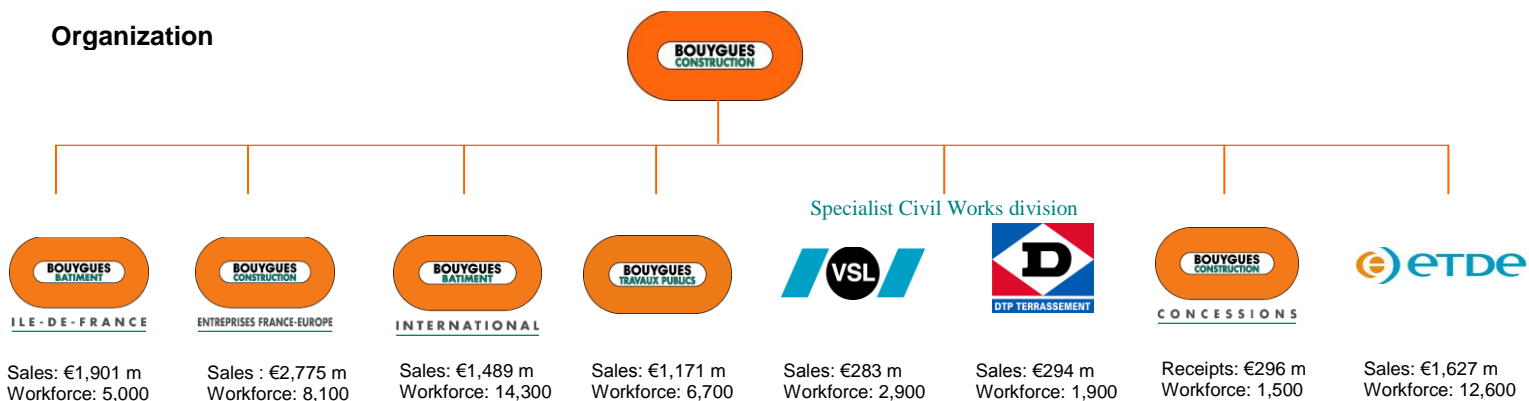 Organization
BOUYGUES
CONSTRUCTION
Specialist Civil Works division
BOUYGUES
BATIMENT
ILE-DE-FRANCE
Sales: €1,901 m
Workforce: 5,000
BOUYGUES
CONSTRUCTION
ENTREPRISES FRANCE-EUROPE
Sales : €2,775 m
Workforce: 8,100
BOUYGUES
BATIMENT
INTERNATIONAL
Sales: €1,489 m
Workforce: 14,300
BOUYGUES
TRAVAUX PUBLICS
Sales: €1,171 m
Workforce: 6,700
VSL
Sales: €283 m
Workforce: 2,900
D
DTP TERRASSEMENT
Sales: €294 m
Workforce: 1,900
BOUYGUES
CONSTRUCTION
CONCESSIONS
Receipts: €296 m
Workforce: 1,500
e eTDe
Sales: €1,627 m
Workforce: 12,600